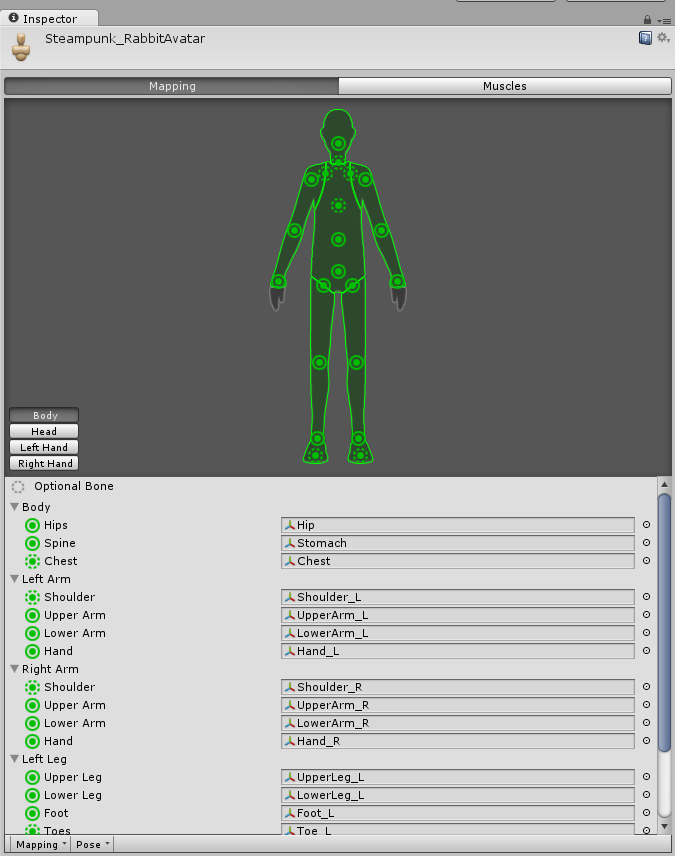 Inspector
Steampunk_RabbitAvatar
Mapping Muscles
Body
Head
Left Hand
Right Hand
Optional Bone
Body
Hips Hip
Spine Stomach
Chest Chest
Left Arm
Shoulder Shoulder_L
Upper Arm UpperArm_L
Lower Arm LowerArm_L
Hand Hand_L
Right Arm
Shoulder Shoulder_R
Upper Arm UpperArm_R
Lower Arm LowerArm_R
Hand Hand_R
Left Leg
Upper Leg UpperLeg_L
Lower Leg LowerLeg_L
Foot Foot_L
Toes Toe_L
Mapping Pose